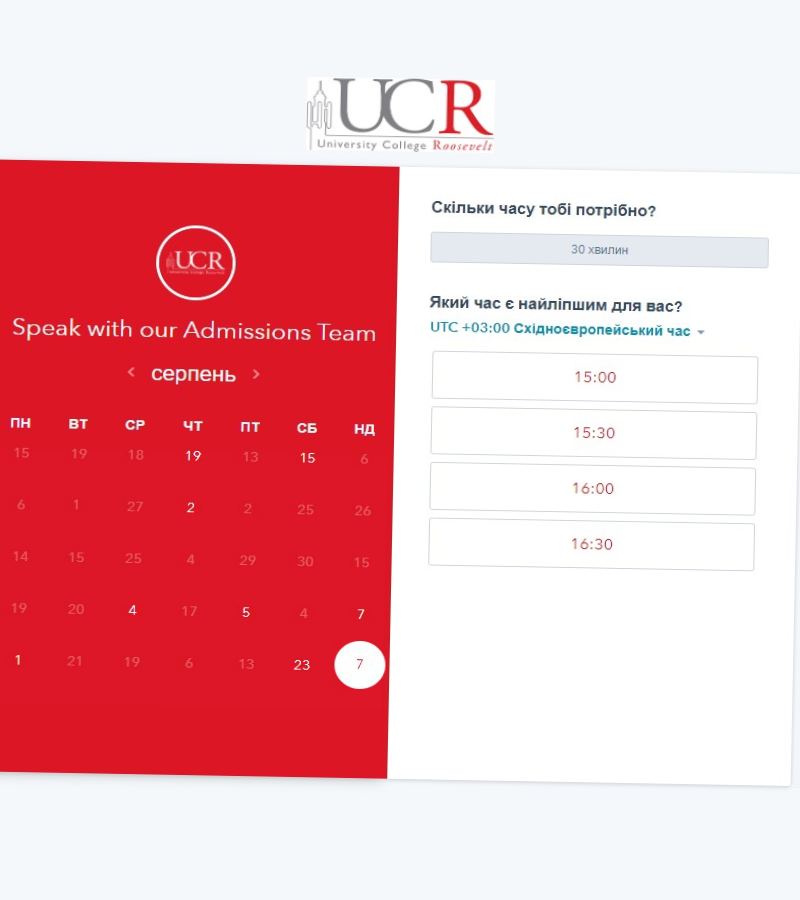 UCR
University College Roosevelt
UCR
University College Roosevelt
Speak with our Admissions Team
серпень
ПН ВТ СР ЧТ ПТ СБ НД
15 19 18 19 13 15 6
6 1 27 2 2 25 26
14 15 25 4 29 30 15
19 20 4 17 5 4 7
1 21 19 6 13 23 7
Скільки часу тобі потрібно?
30 хвилин
Який час є найліпшим для вас?
UTC +03:00 Східноєвропейський час
15:00
15:30
16:00
16:30